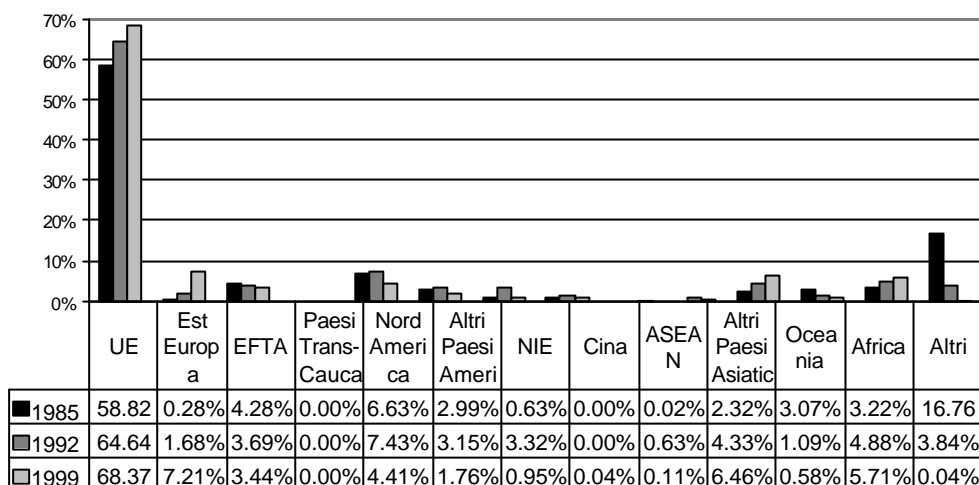 70%
60%
50%
40%
30%
20%
10%
0%
UE
Est
Europ
a
EFTA
Paesi
Trans-
Cauca
Nord
Ameri
ca
Altri
Paesi
Ameri
NIE
Cina
ASEA
N
Altri
Paesi
Asiatic
Ocea
nia
Africa
Altri
1985 58.82 0.28% 4.28% 0.00% 6.63% 2.99% 0.63% 0.00% 0.02% 2.32% 3.07% 3.22% 16.76
1992 64.64 1.68% 3.69% 0.00% 7.43% 3.15% 3.32% 0.00% 0.63% 4.33% 1.09% 4.88% 3.84%
1999 68.37 7.21% 3.44% 0.00% 4.41% 1.76% 0.95% 0.04% 0.11% 6.46% 0.58% 5.71% 0.04%